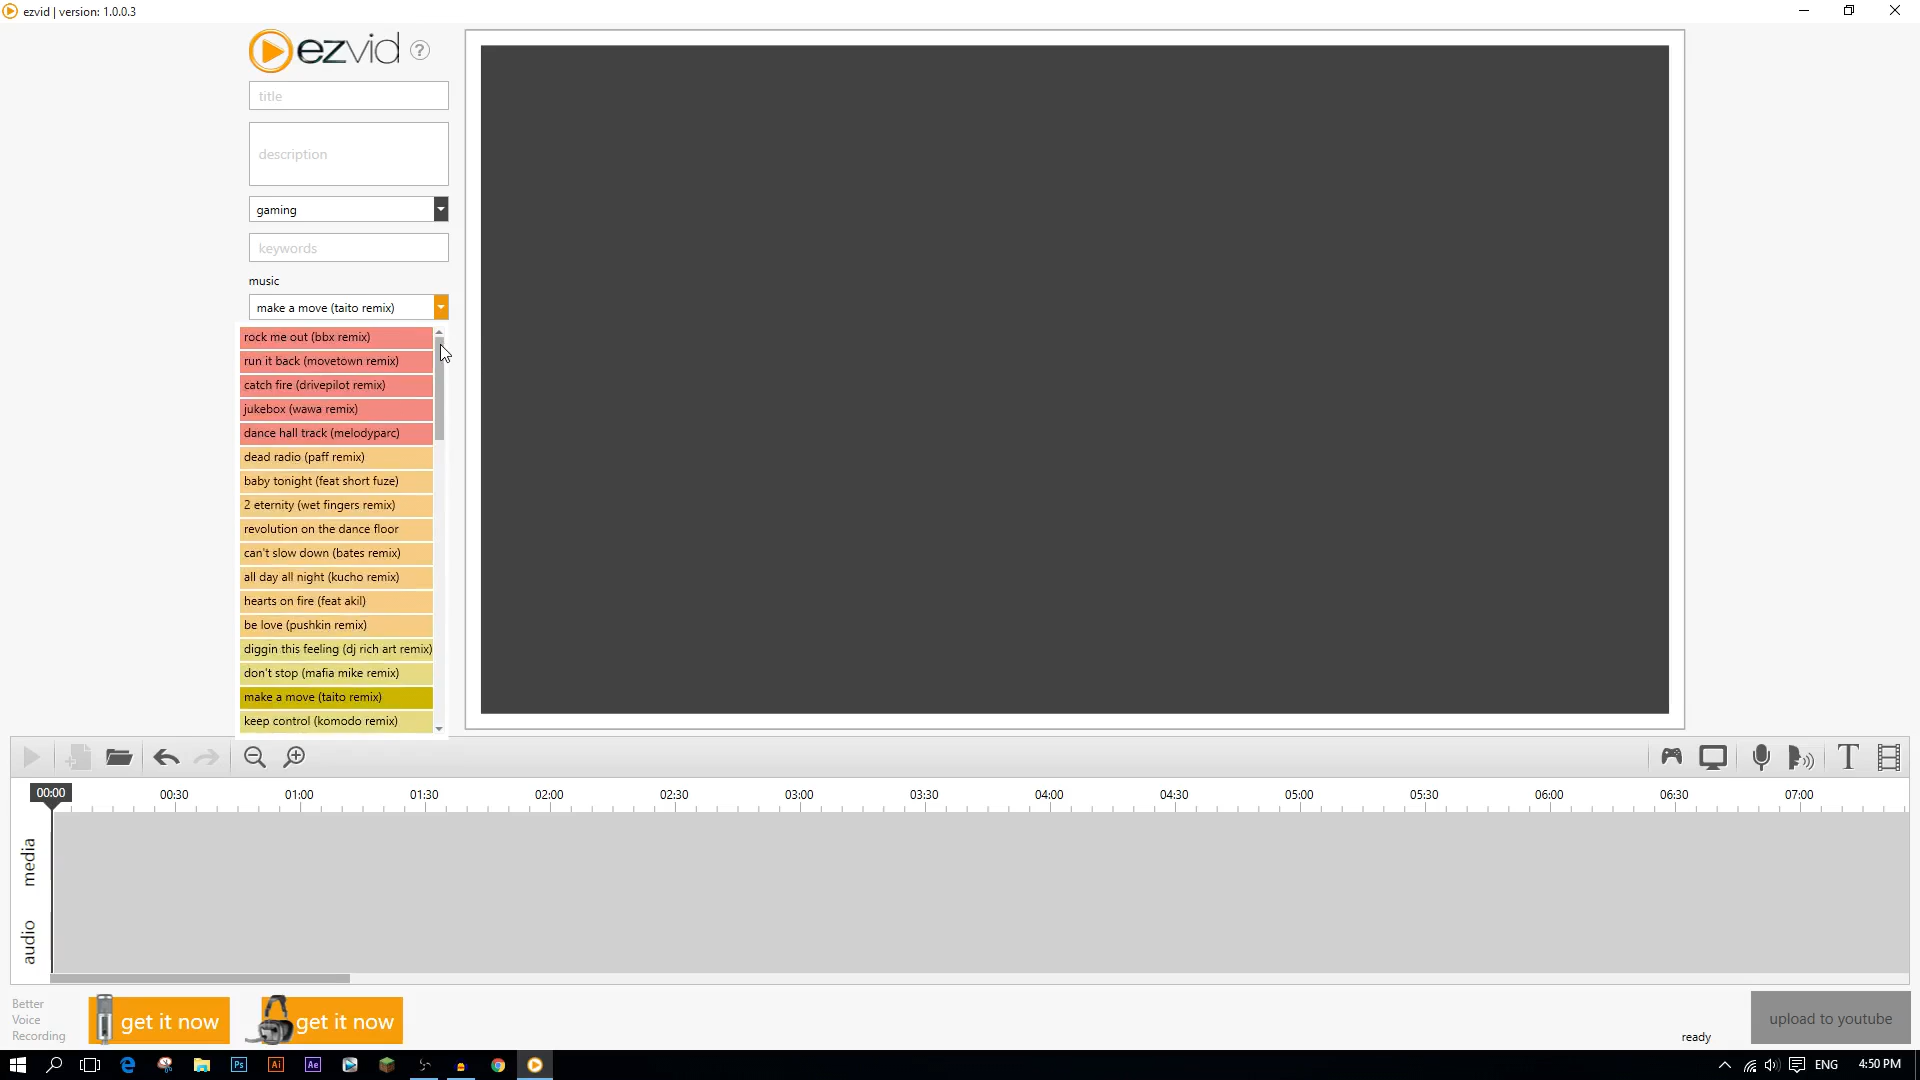 ezvid | version: 1.0.0.3
ezvid ?
title
description
gaming
keywords
music
make a move (taito remix)
rock me out (bbx remix)
run it back (movetown remix)
catch fire (drivepilot remix)
jukebox (wawa remix)
dance hall track (melodyparc)
dead radio (paff remix)
baby tonight (feat short fuze)
2 eternity (wet fingers remix)
revolution on the dance floor
can't slow down (bates remix)
all day all night (kucho remix)
hearts on fire (feat akil)
be love (pushkin remix)
diggin this feeling (dj rich art remix)
don't stop (mafia mike remix)
make a move (taito remix)
keep control (komodo remix)
T
00:00 00:30 01:00 01:30 02:00 02:30 03:00 03:30 04:00 04:30 05:00 05:30 06:00 06:30 07:00
media
audio
Better
Voice
Recording
get it now
get it now
ready
upload to youtube
Ps Ai Ae
ENG
4:50 PM